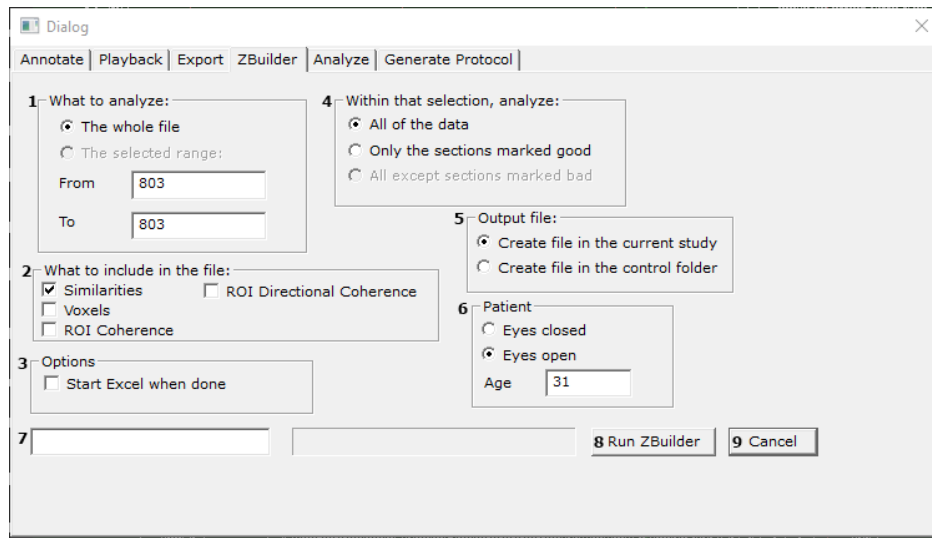 Dialog
Annotate Playback Export ZBuilder Analyze Generate Protocol
1 What to analyze:
The whole file
The selected range:
From 803
To 803
2 What to include in the file:
Similarities ROI Directional Coherence
Voxels
ROI Coherence
3 Options
Start Excel when done
4 Within that selection, analyze:
All of the data
Only the sections marked good
All except sections marked bad
5 Output file:
Create file in the current study
Create file in the control folder
6 Patient
Eyes closed
Eyes open
Age 31
7
8 Run ZBuilder 9 Cancel